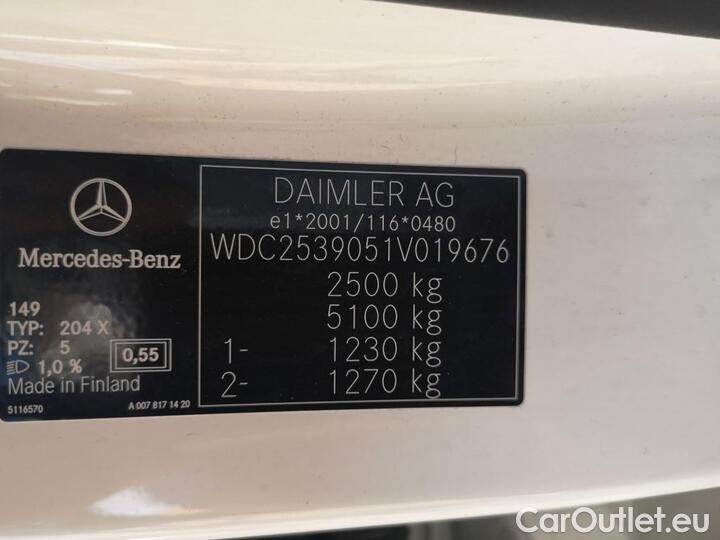 Mercedes-Benz
149
TYP: 204 X
PZ: 5
1,0 %
0,55
Made in Finland
5116570
A 007 817 14 20
DAIMLER AG
e1*2001/116*0480
WDC2539051V019676
2500 kg
5100 kg
1- 1230 kg
2- 1270 kg
CarOutlet.eu